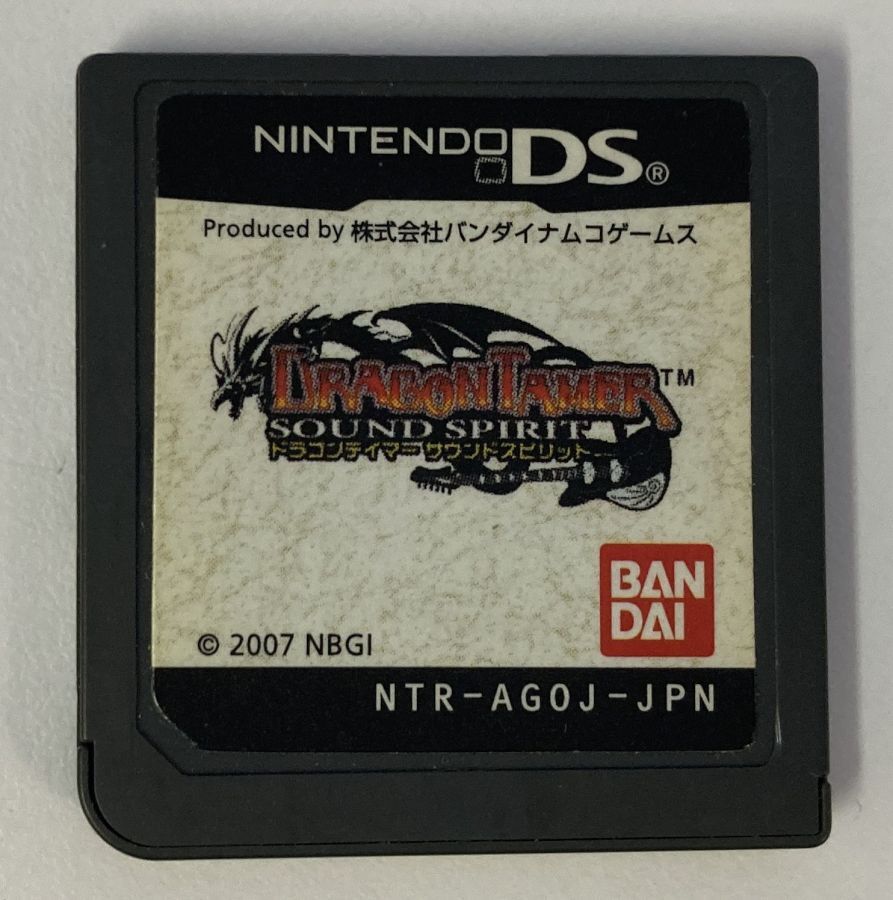 NINTENDO DS®
Produced by 株式会社バンダイナムコゲームス
DRAGON TAMER™
SOUND SPIRIT
ドラゴンテイマー サウンドスピリット
BAN
DAI
© 2007 NBGI
NTR-AG0J-JPN